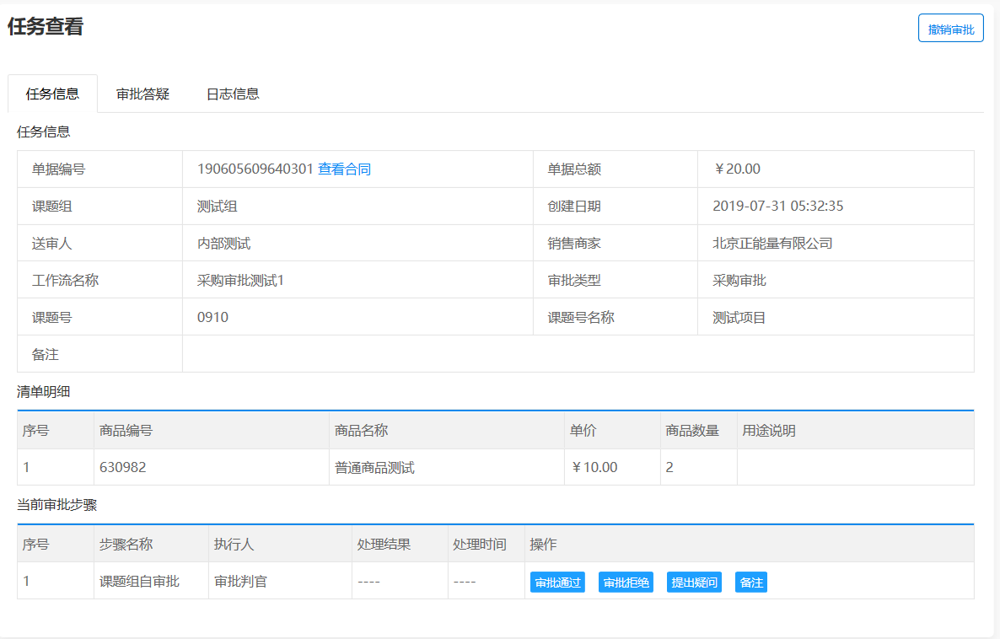 任务查看
撤销审批
任务信息 审批答疑 日志信息
任务信息
单据编号 190605609640301 查看合同 单据总额 ￥20.00
课题组 测试组 创建日期 2019-07-31 05:32:35
送审人 内部测试 销售商家 北京正能量有限公司
工作流名称 采购审批测试1 审批类型 采购审批
课题号 0910 课题号名称 测试项目
备注
清单明细
序号 商品编号 商品名称 单价 商品数量 用途说明
1 630982 普通商品测试 ￥10.00 2
当前审批步骤
序号 步骤名称 执行人 处理结果 处理时间 操作
1 课题组自审批 审批判官 ---- ---- 审批通过 审批拒绝 提出疑问 备注